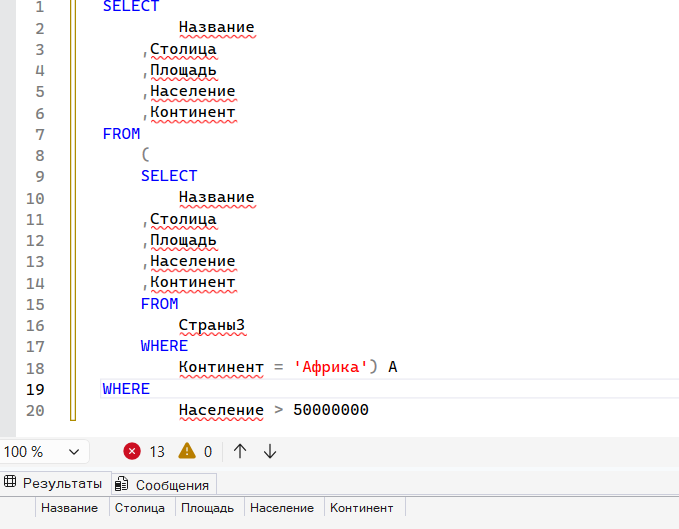 1 SELECT
2 Название
3 ,Столица
4 ,Площадь
5 ,Население
6 ,Континент
7 FROM
8 (
9 SELECT
10 Название
11 ,Столица
12 ,Площадь
13 ,Население
14 ,Континент
15 FROM
16 Страны3
17 WHERE
18 Континент = 'Африка') A
19 WHERE
20 Население > 50000000
100 % 13 0
Результаты Сообщения
Название Столица Площадь Население Континент